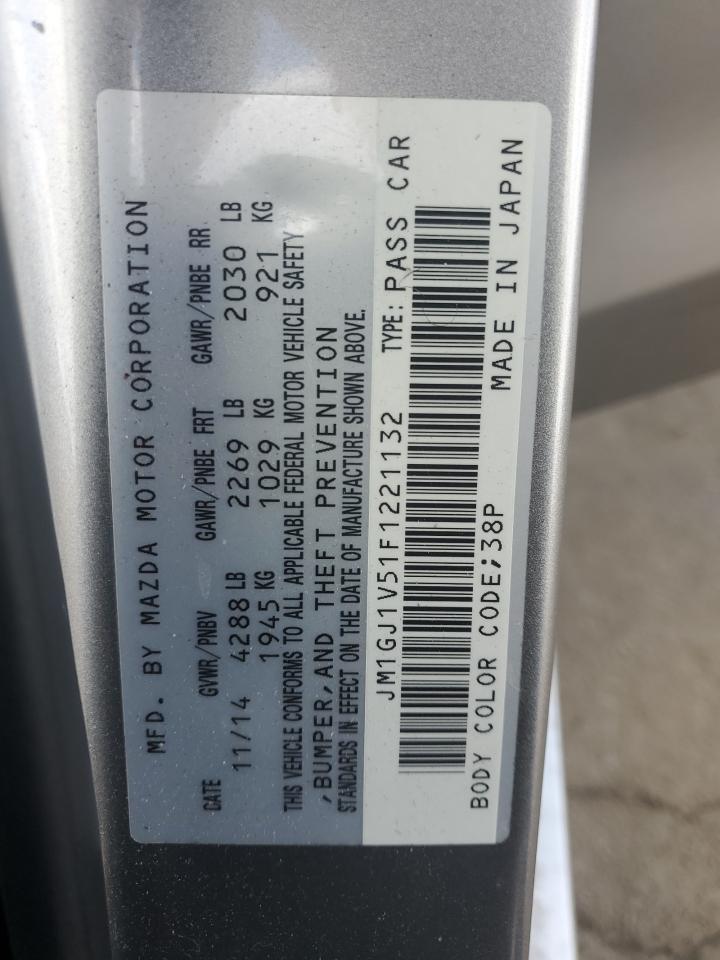 MFD. BY MAZDA MOTOR CORPORATION
DATE GVWR/PNBV GAWR/PNBE FRT GAWR/PNBE RR
11/14 4288 LB 2269 LB 2030 LB
1945 KG 1029 KG 921 KG
THIS VEHICLE CONFORMS TO ALL APPLICABLE FEDERAL MOTOR VEHICLE SAFETY
,BUMPER,AND THEFT PREVENTION
STANDARDS IN EFFECT ON THE DATE OF MANUFACTURE SHOWN ABOVE.
JM1GJ1V51F1221132 TYPE: PASS CAR
BODY COLOR CODE;38P MADE IN JAPAN